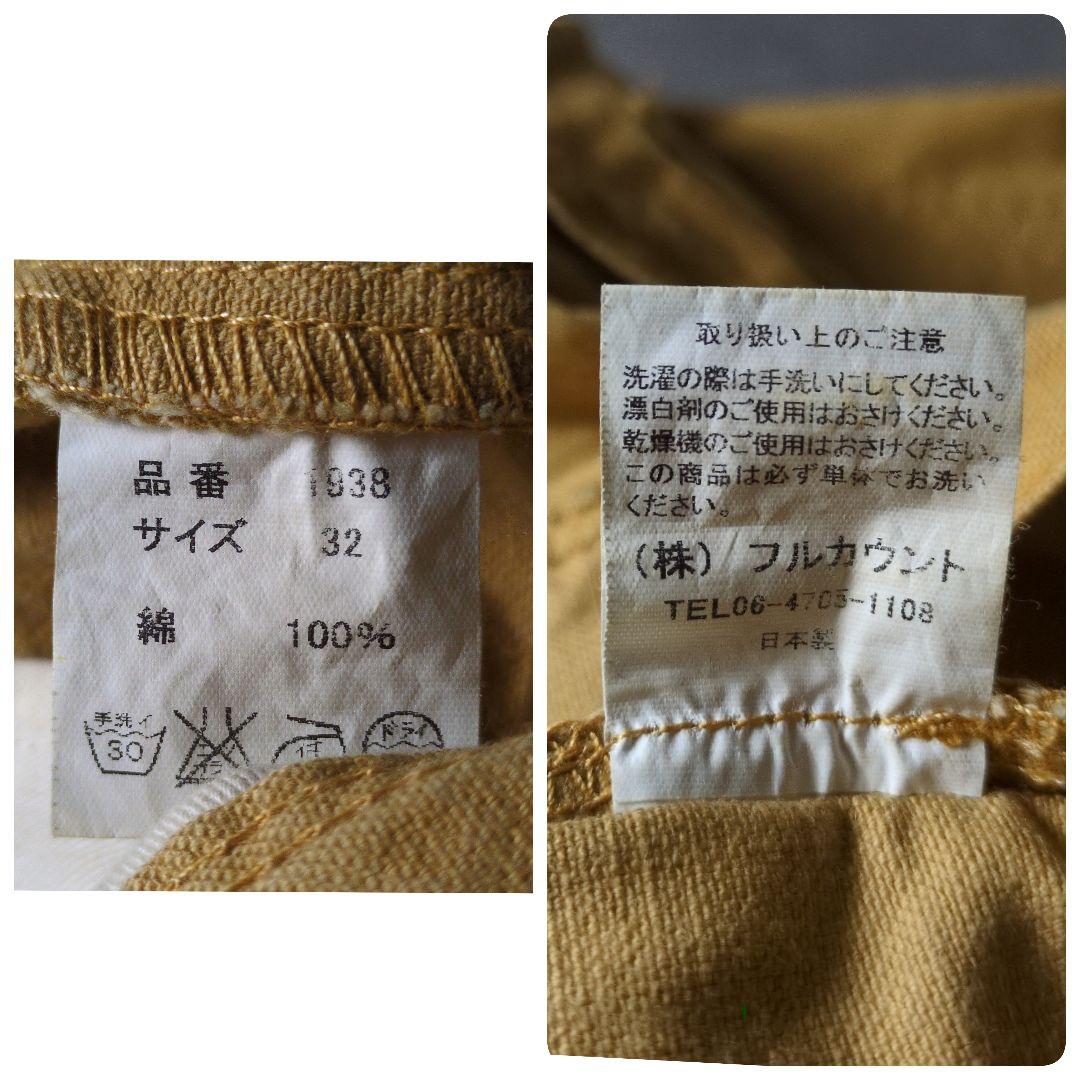 品番 1938
サイズ 32
綿 100%
手洗イ
30
ドライ
取り扱い上のご注意
洗濯の際は手洗いにしてください。
漂白剤のご使用はおさけください。
乾燥機のご使用はおさけください。
この商品は必ず単体でお洗い
ください。
(株) フルカウント
TEL06-4705-1108
日本製